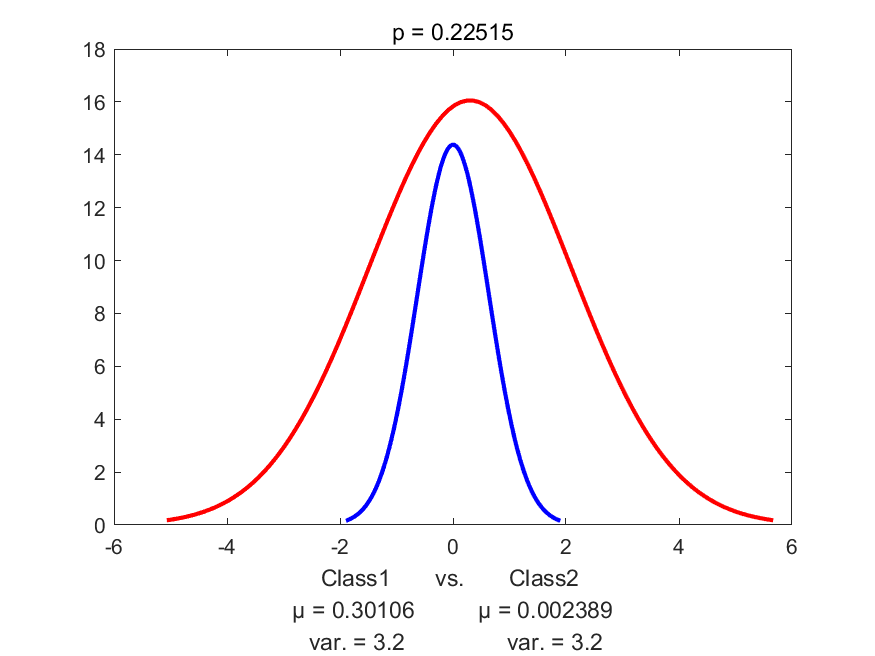 p = 0.22515
18
16
14
12
10
8
6
4
2
0
-6 -4 -2 0 2 4 6
Class1 vs. Class2
μ = 0.30106 μ = 0.002389
var. = 3.2 var. = 3.2